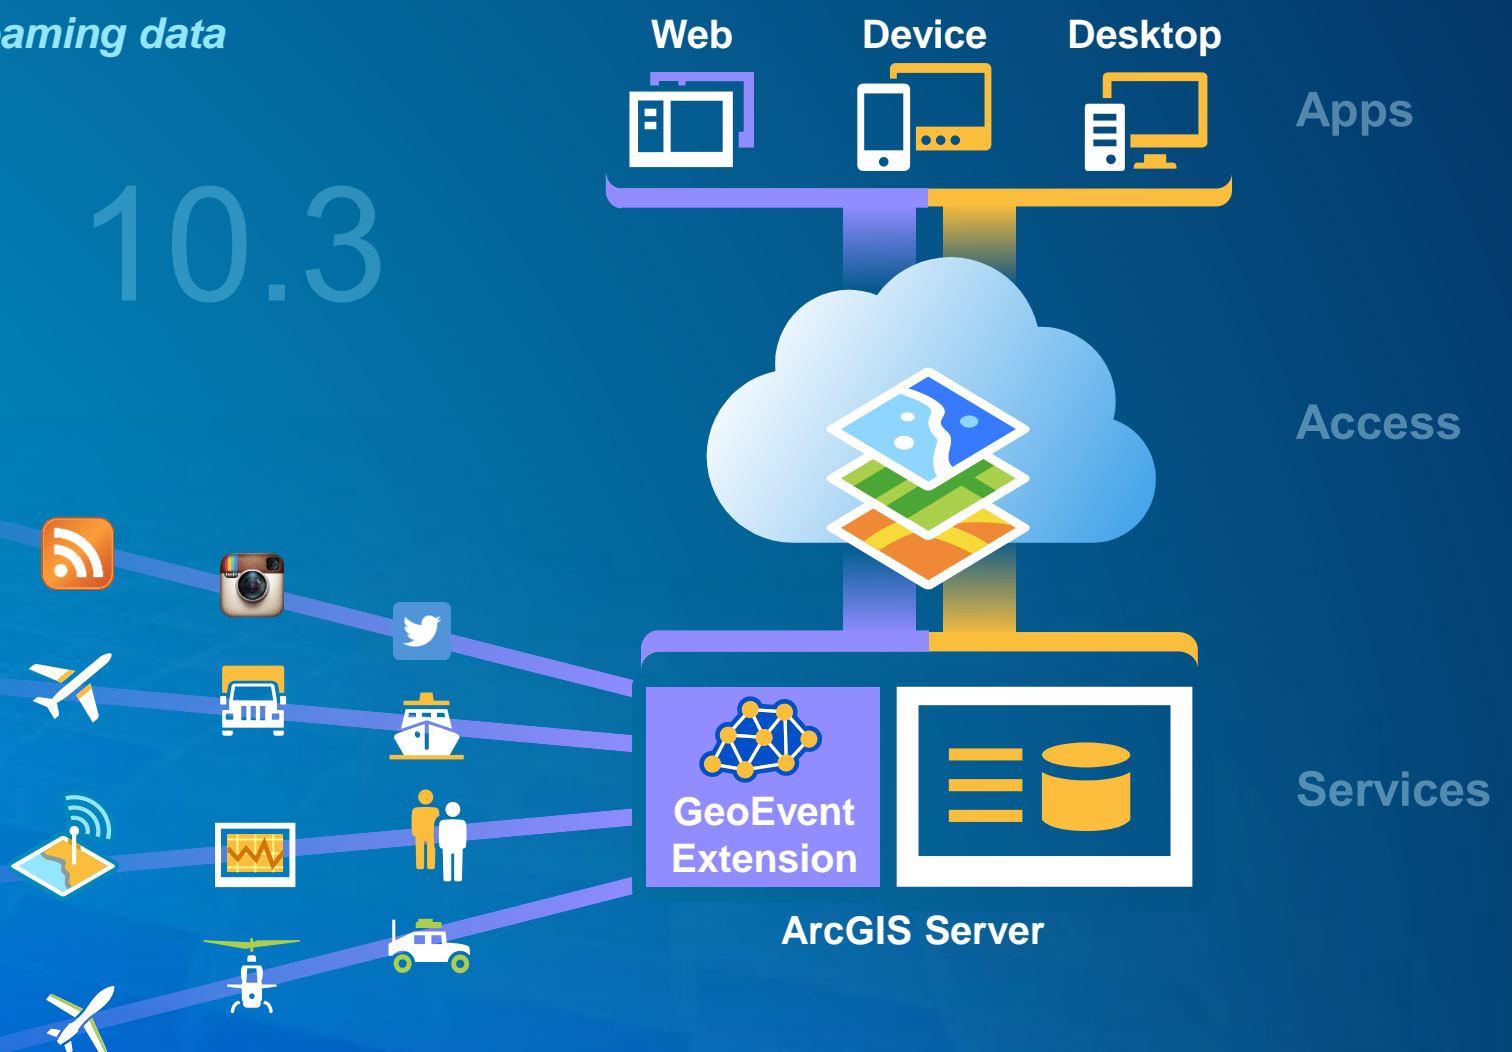 aming data
Web
Device
Desktop
Apps
10.3
Access
Services
GeoEvent
Extension
ArcGIS Server